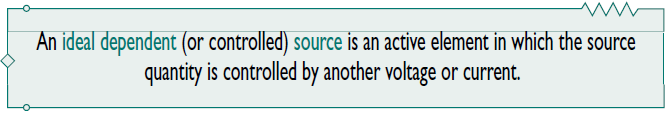 An ideal dependent (or controlled) source is an active element in which the source
quantity is controlled by another voltage or current.